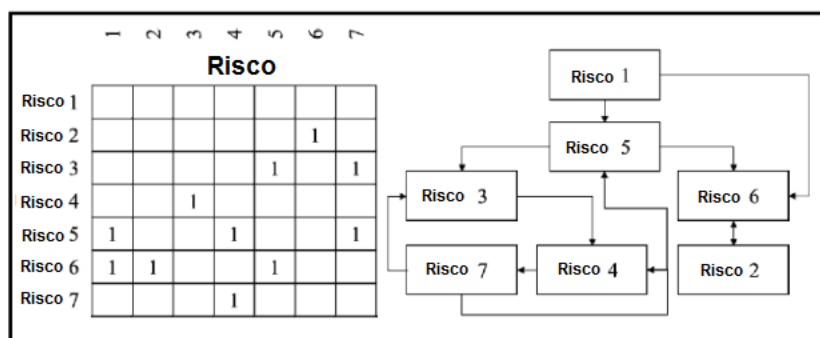 1 2 3 4 5 6 7
Risco
Risco 1
Risco 2 1
Risco 3 1 1
Risco 4 1
Risco 5 1 1 1
Risco 6 1 1 1
Risco 7 1
Risco 1
Risco 5
Risco 3
Risco 6
Risco 7
Risco 4
Risco 2